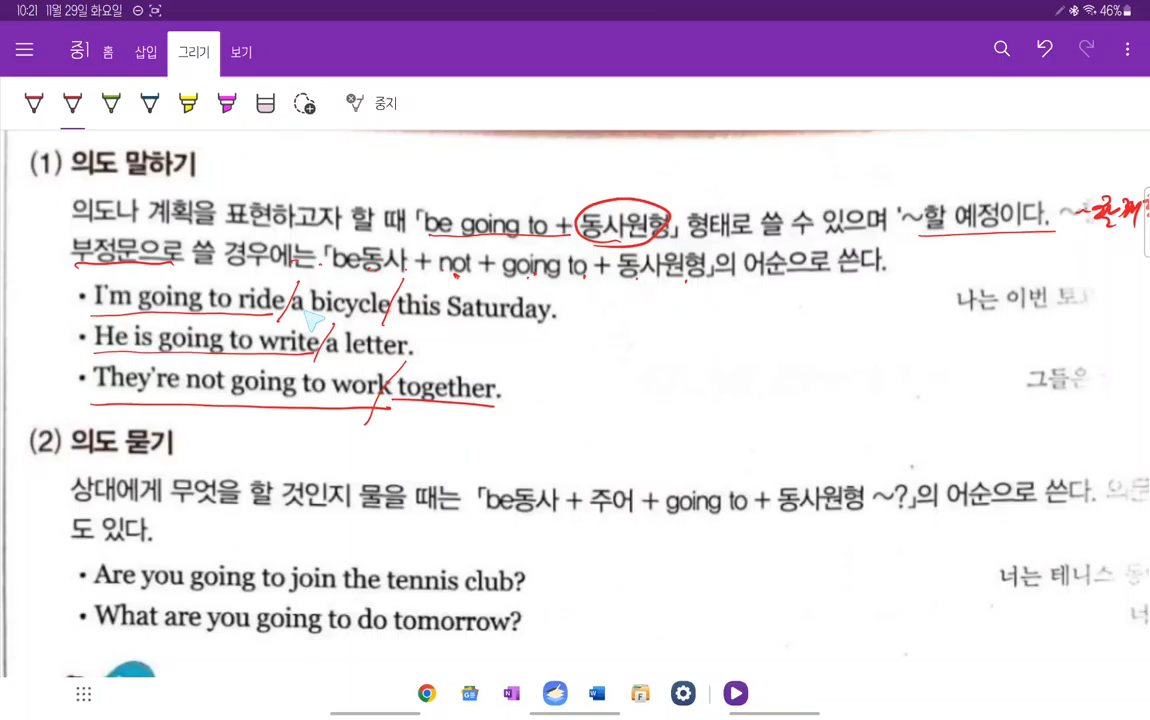 10:21 11월 29일 화요일
46%
중1 홈 삽입 그리기 보기
중지
(1) 의도 말하기
의도나 계획을 표현하고자 할 때 「be going to + 동사원형」 형태로 쓸 수 있으며 '~할 예정이다. ~
부정문으로 쓸 경우에는 「be동사 + not + going to + 동사원형」의 어순으로 쓴다.
· I'm going to ride a bicycle this Saturday. 나는 이번 토
· He is going to write a letter.
· They're not going to work together. 그들은
(2) 의도 묻기
상대에게 무엇을 할 것인지 물을 때는 「be동사 + 주어 + going to + 동사원형 ~?」의 어순으로 쓴다. 의문
도 있다.
· Are you going to join the tennis club? 너는 테니스 동
· What are you going to do tomorrow? 너